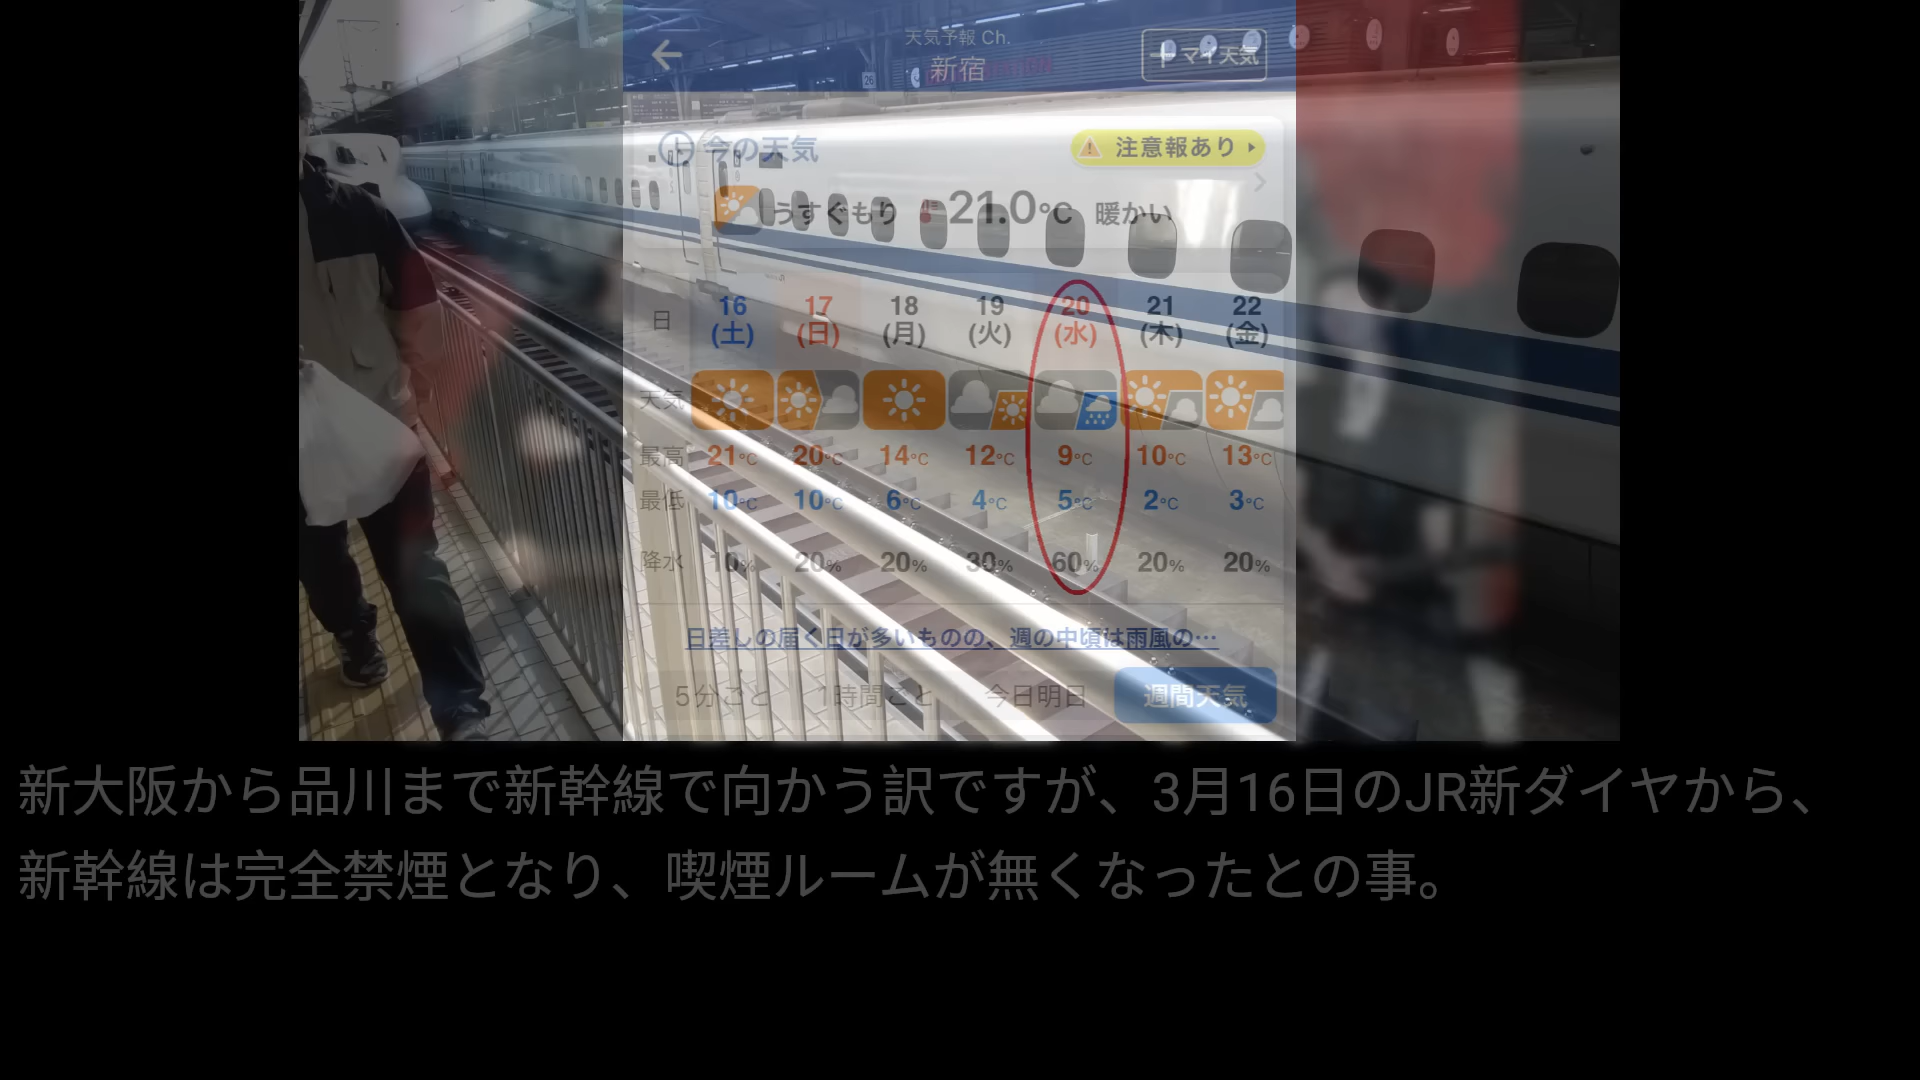 天気予報 Ch.
新宿
マイ天気
今の天気
注意報あり
うすぐもり 21.0℃ 暖かい
日 16 17 18 19 20 21 22
(土) (日) (月) (火) (水) (木) (金)
天気
最高 21℃ 20℃ 14℃ 12℃ 9℃ 10℃ 13℃
最低 10℃ 10℃ 6℃ 4℃ 5℃ 2℃ 3℃
降水 10% 20% 20% 30% 60% 20% 20%
日差しの届く日が多いものの、週の中頃は雨風の…
5分ごと 1時間ごと 今日明日 週間天気
新大阪から品川まで新幹線で向かう訳ですが、3月16日のJR新ダイヤから、
新幹線は完全禁煙となり、喫煙ルームが無くなったとの事。